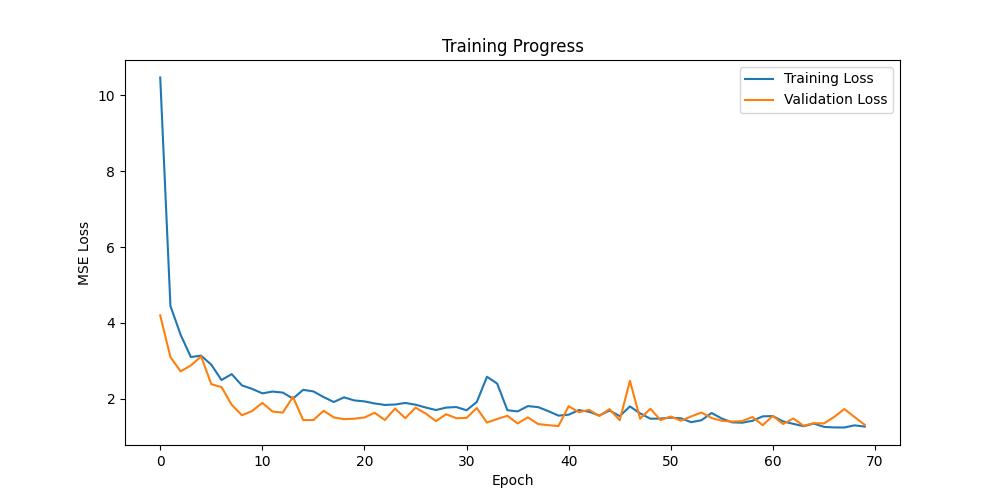 Training Progress
Training Loss
Validation Loss
10
8
6
4
2
MSE Loss
0 10 20 30 40 50 60 70
Epoch